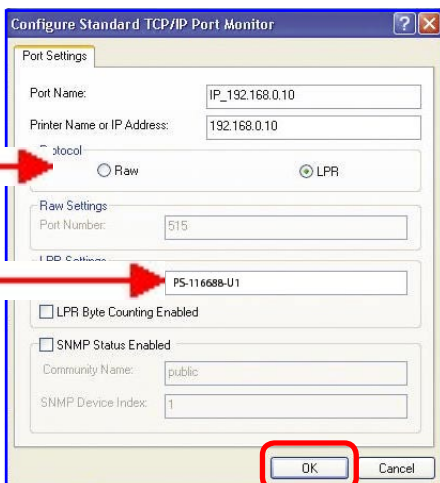 Configure Standard TCP/IP Port Monitor
Port Settings
Port Name: IP_192.168.0.10
Printer Name or IP Address: 192.168.0.10
Raw LPR
Raw Settings
Port Number: 515
LPR Settings
PS-116688-U1
LPR Byte Counting Enabled
SNMP Status Enabled
Community Name: public
SNMP Device Index: 1
OK Cancel